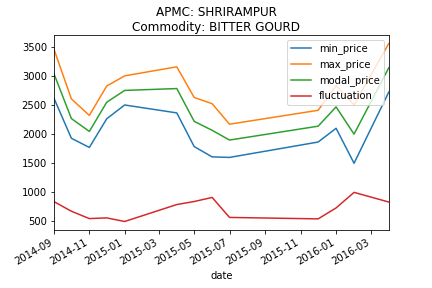 APMC: SHRIRAMPUR
Commodity: BITTER GOURD
min_price
max_price
modal_price
fluctuation
3500
3000
2500
2000
1500
1000
500
2014-09
2014-11
2015-01
2015-03
2015-05
2015-07
2015-09
2015-11
2016-01
2016-03
date